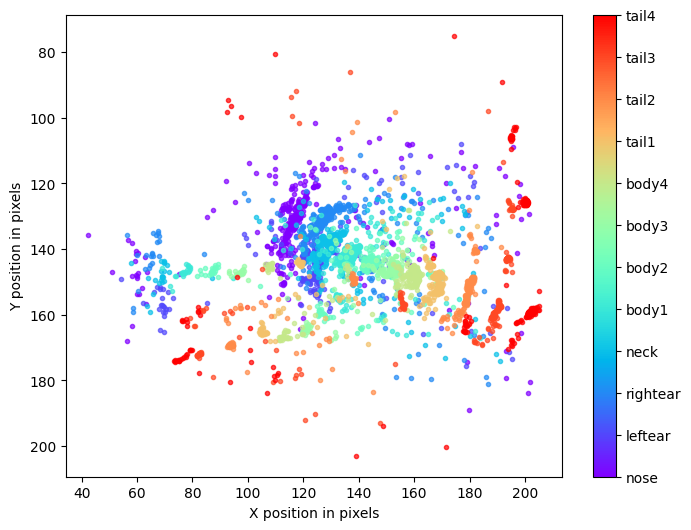 80
100
120
140
160
180
200
Y position in pixels
40 60 80 100 120 140 160 180 200
X position in pixels
tail4
tail3
tail2
tail1
body4
body3
body2
body1
neck
rightear
leftear
nose